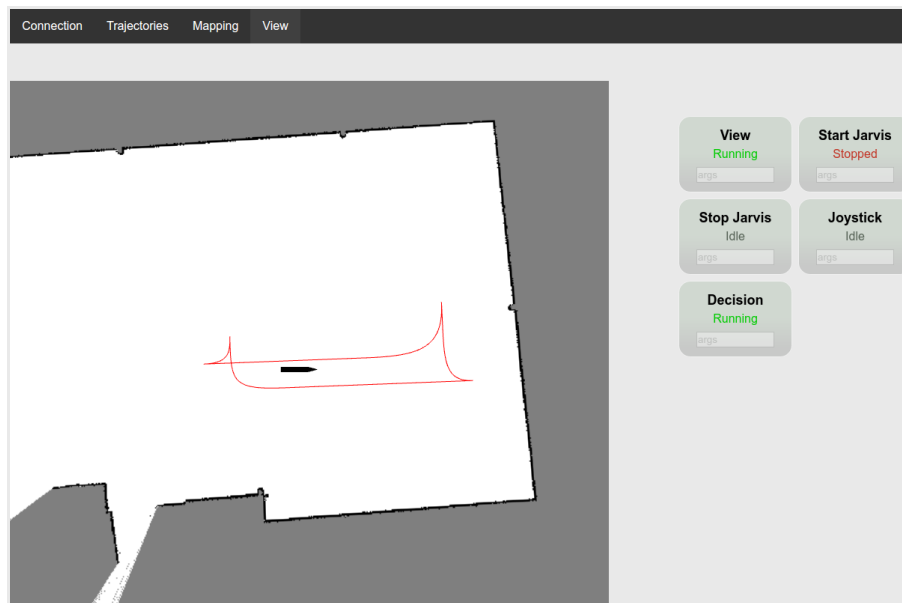 Connection Trajectories Mapping View
View Start Jarvis
Running Stopped
args args
Stop Jarvis Joystick
Idle Idle
args args
Decision
Running
args